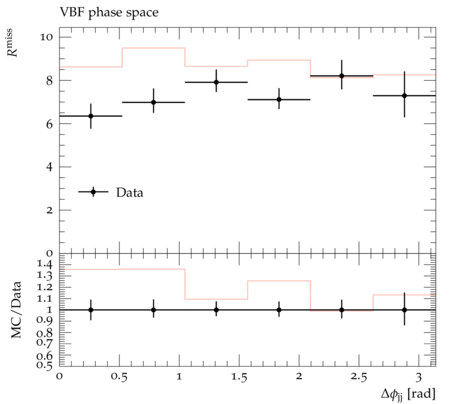 VBF phase space
R^miss
10
8
6
4
2
0
Data
MC/Data
1.4
1.3
1.2
1.1
1
0.9
0.8
0.7
0.6
0.5
0 0.5 1 1.5 2 2.5 3
Δϕjj [rad]